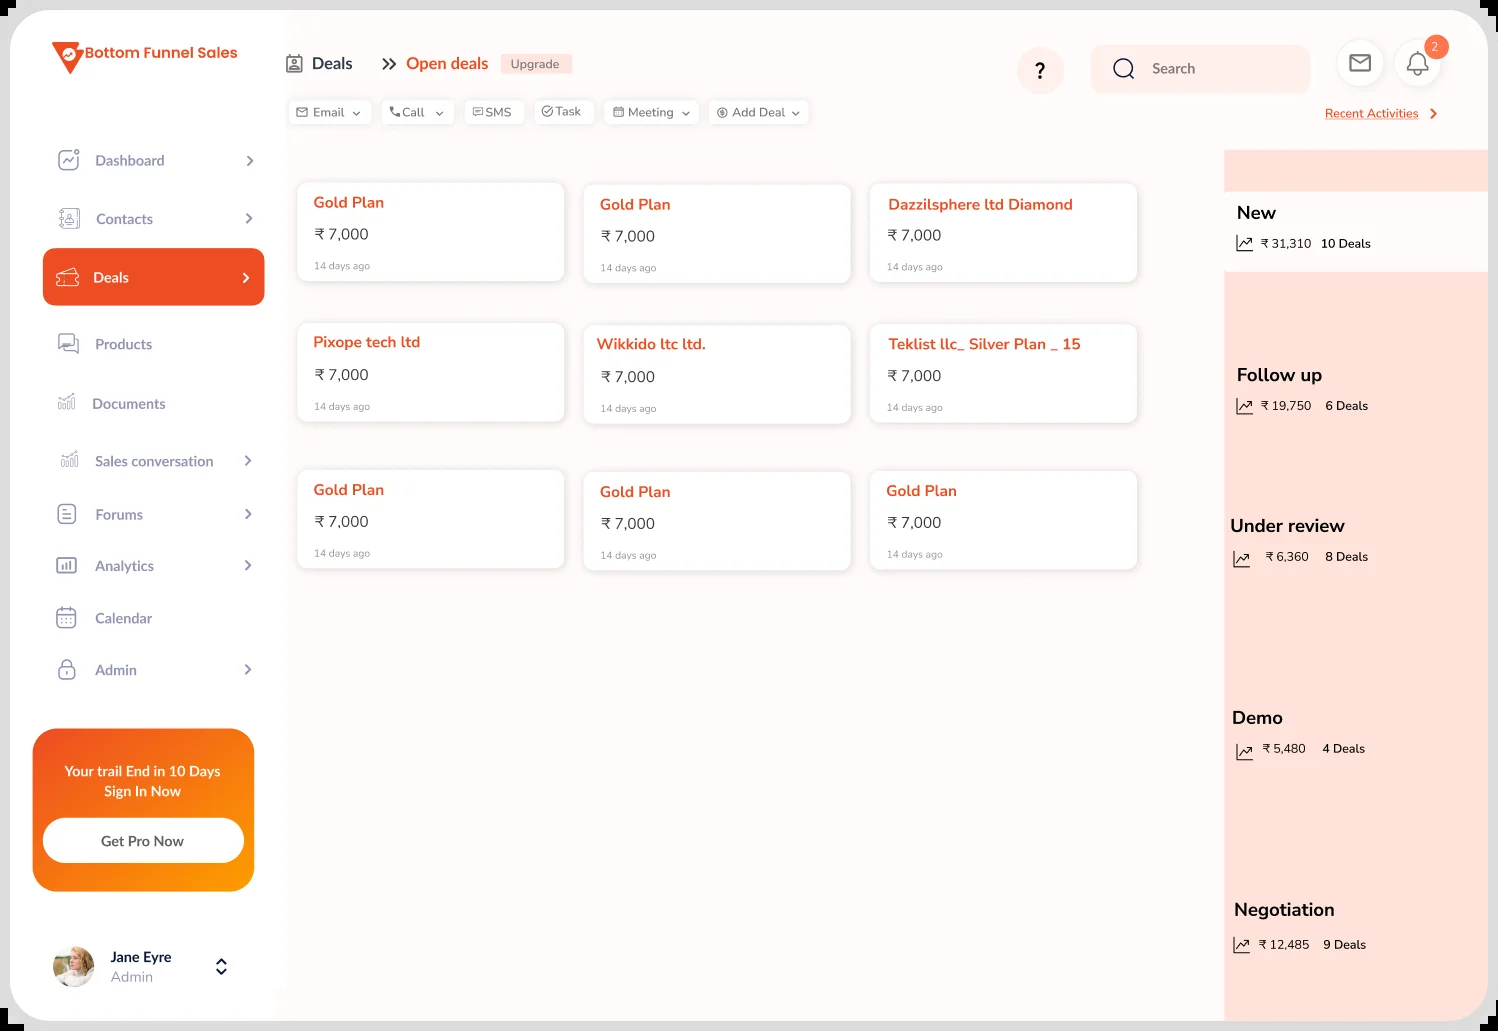 Bottom Funnel Sales
Deals
Open deals
Upgrade
?
Search
2
Email
Call
SMS
Task
Meeting
Add Deal
Recent Activities
Dashboard
Contacts
Deals
Products
Documents
Sales conversation
Forums
Analytics
Calendar
Admin
Your trail End in 10 Days
Sign In Now
Get Pro Now
Jane Eyre
Admin
Gold Plan
₹ 7,000
14 days ago
Gold Plan
₹ 7,000
14 days ago
Dazzilsphere ltd Diamond
₹ 7,000
14 days ago
Pixope tech ltd
₹ 7,000
14 days ago
Wikkido ltc ltd.
₹ 7,000
14 days ago
Teklist llc_ Silver Plan _ 15
₹ 7,000
14 days ago
Gold Plan
₹ 7,000
14 days ago
Gold Plan
₹ 7,000
14 days ago
Gold Plan
₹ 7,000
14 days ago
New
₹ 31,310 10 Deals
Follow up
₹ 19,750 6 Deals
Under review
₹ 6,360 8 Deals
Demo
₹ 5,480 4 Deals
Negotiation
₹ 12,485 9 Deals